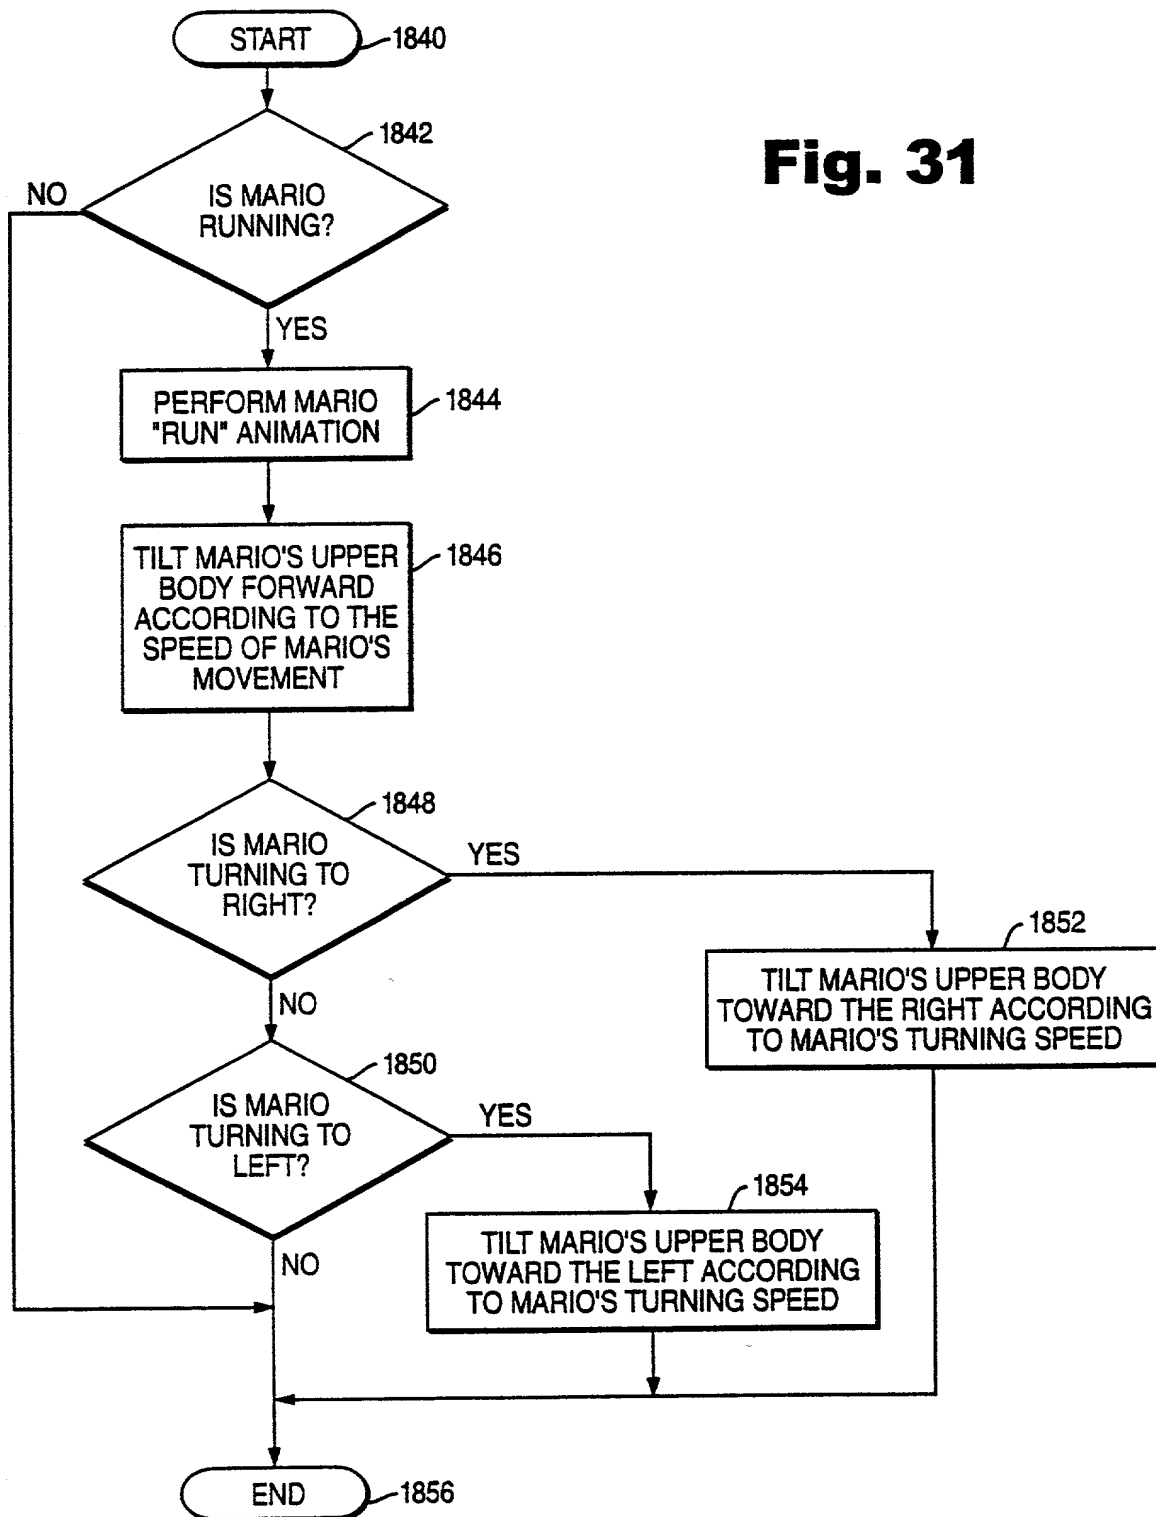 START
1840
Fig. 31
1842
IS MARIO
RUNNING?
NO
YES
PERFORM MARIO
"RUN" ANIMATION
1844
TILT MARIO'S UPPER
BODY FORWARD
ACCORDING TO THE
SPEED OF MARIO'S
MOVEMENT
1846
1848
IS MARIO
TURNING TO
RIGHT?
YES
NO
1852
TILT MARIO'S UPPER BODY
TOWARD THE RIGHT ACCORDING
TO MARIO'S TURNING SPEED
1850
IS MARIO
TURNING TO
LEFT?
YES
NO
1854
TILT MARIO'S UPPER BODY
TOWARD THE LEFT ACCORDING
TO MARIO'S TURNING SPEED
END
1856